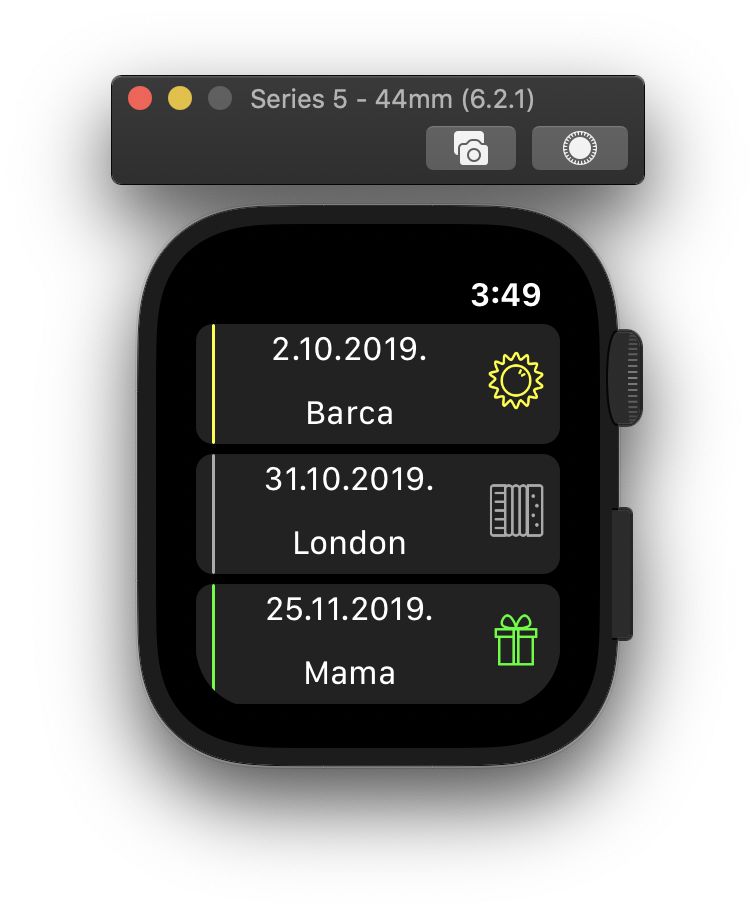 Series 5 - 44mm (6.2.1)
3:49
2.10.2019.
Barca
31.10.2019.
London
25.11.2019.
Mama